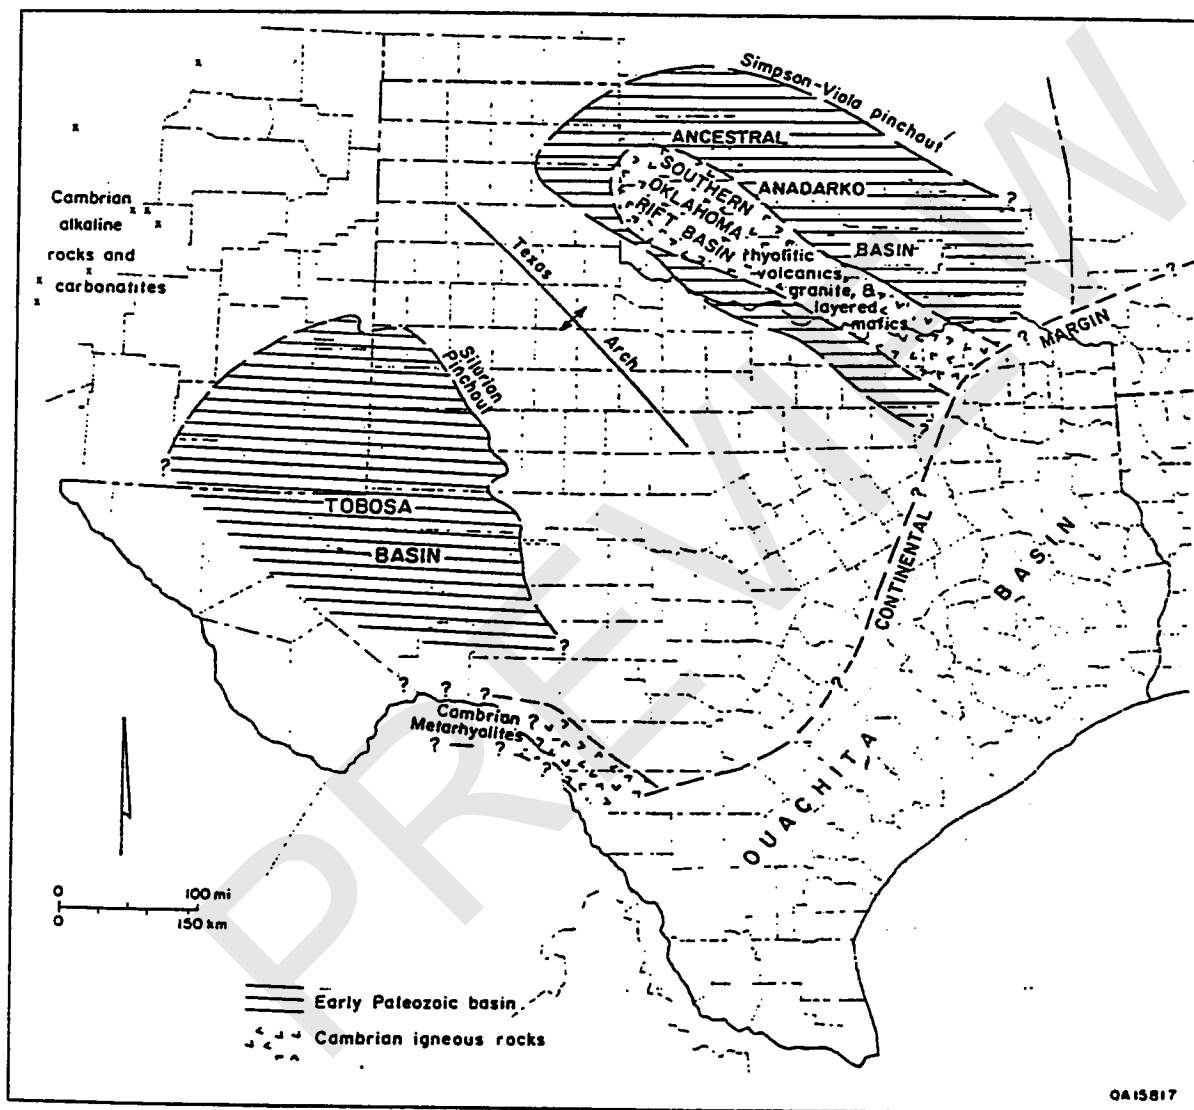 Simpson-Viola pinchout
ANCESTRAL
ANADARKO
BASIN
SOUTHERN
OKLAHOMA
RIFT BASIN
rhyolitic
volcanics,
granite, &
layered
mafics
?
?
MARGIN
Cambrian
alkaline
rocks and
carbonatites
x
x
x x x
x
x
x
x
Texas
Arch
Silurian
Pinchout
?
?
?
TOBOSA
BASIN
?
CONTINENTAL
?
BASIN
OUACHITA
? ? ?
Cambrian ? ?
Metarhyolites
? ? ?
0 100 mi
0 150 km
Early Paleozoic basin
Cambrian igneous rocks
QA15817
PREVIEW